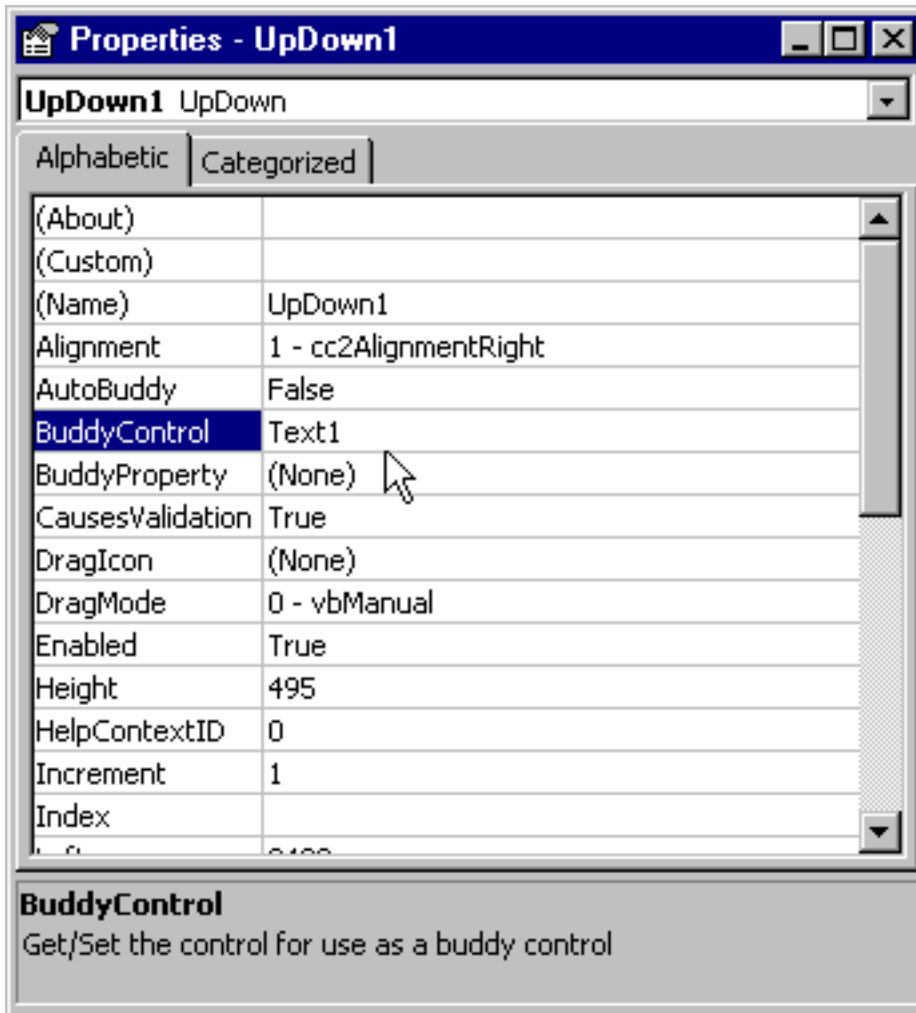 Properties - UpDown1
UpDown1 UpDown
Alphabetic Categorized
(About)
(Custom)
(Name) UpDown1
Alignment 1 - cc2AlignmentRight
AutoBuddy False
BuddyControl Text1
BuddyProperty (None)
CausesValidation True
DragIcon (None)
DragMode 0 - vbManual
Enabled True
Height 495
HelpContextID 0
Increment 1
Index
BuddyControl
Get/Set the control for use as a buddy control